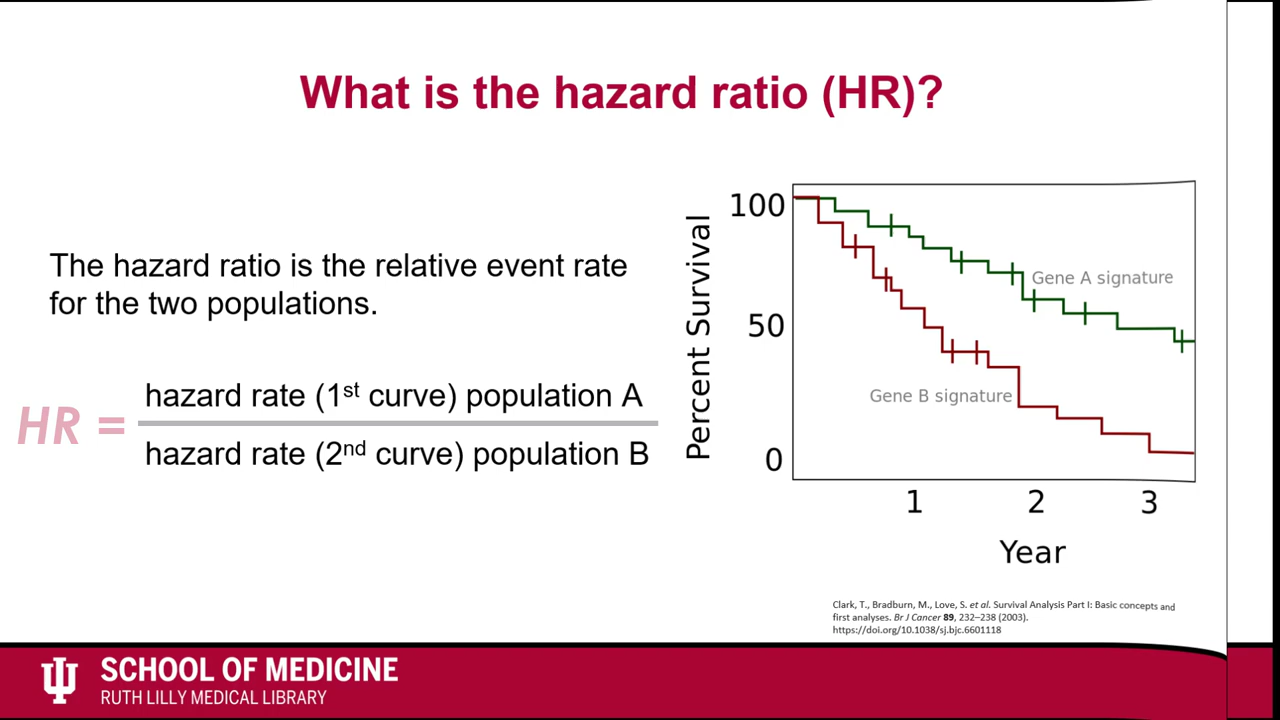 What is the hazard ratio (HR)?
The hazard ratio is the relative event rate
for the two populations.
HR =
hazard rate (1st curve) population A
hazard rate (2nd curve) population B
Percent Survival
100
50
0
Gene A signature
Gene B signature
1 2 3
Year
Clark, T., Bradburn, M., Love, S. et al. Survival Analysis Part I: Basic concepts and
first analyses. Br J Cancer 89, 232–238 (2003).
https://doi.org/10.1038/sj.bjc.6601118
SCHOOL OF MEDICINE
RUTH LILLY MEDICAL LIBRARY